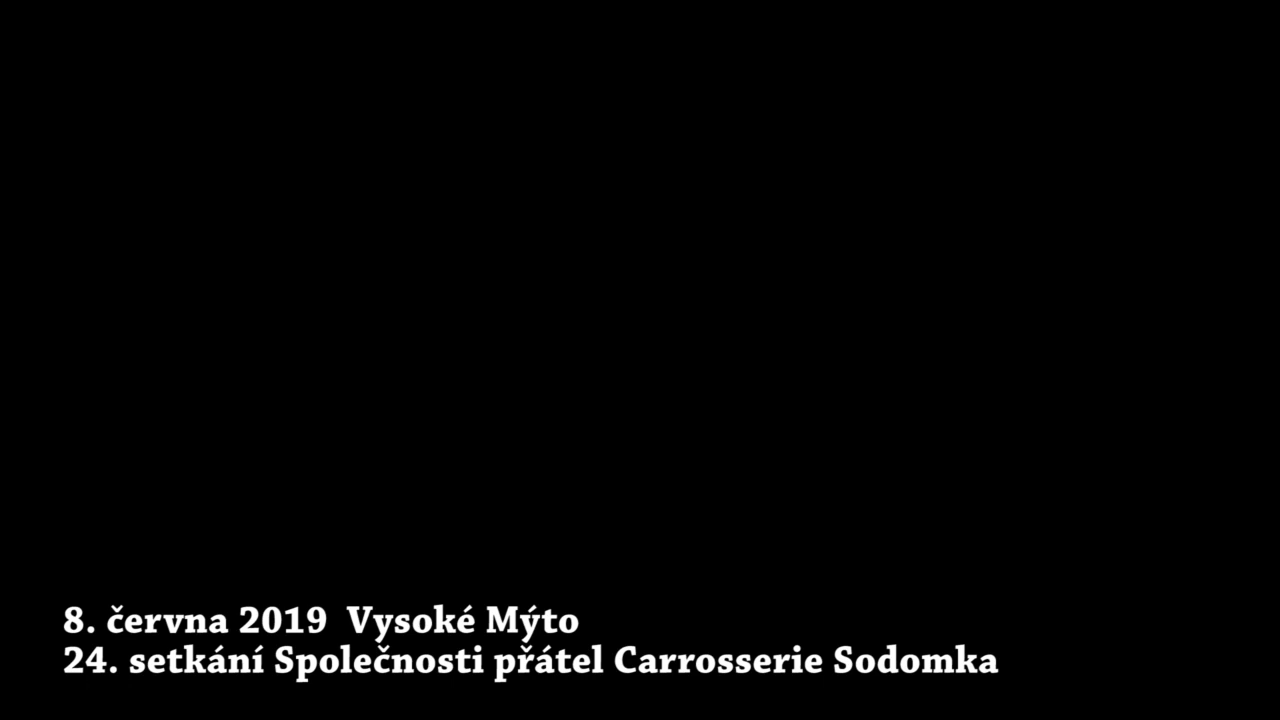 8. června 2019  Vysoké Mýto
24. setkání Společnosti přátel Carrosserie Sodomka